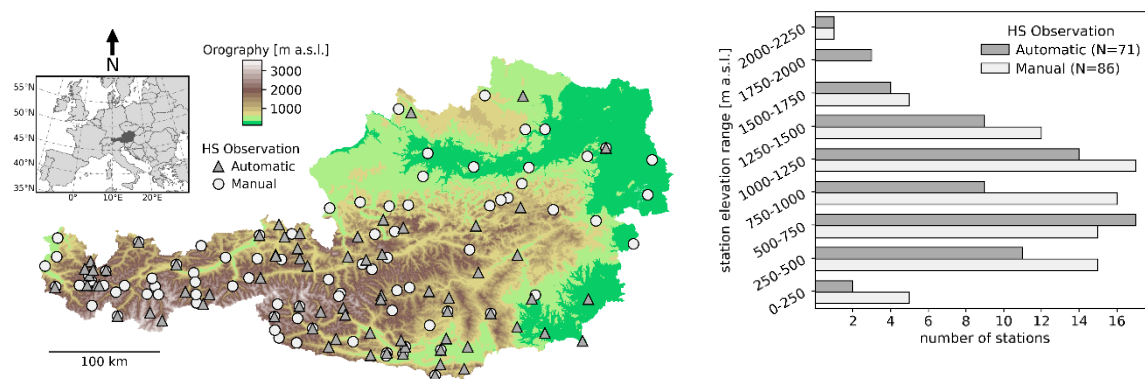 N
55°N
50°N
45°N
40°N
35°N
0°
10°E
20°E
Orography [m a.s.l.]
3000
2000
1000
HS Observation
Automatic
Manual
100 km
station elevation range [m a.s.l.]
2000-2250
1750-2000
1500-1750
1250-1500
1000-1250
750-1000
500-750
250-500
0-250
HS Observation
Automatic (N=71)
Manual (N=86)
2 4 6 8 10 12 14 16
number of stations